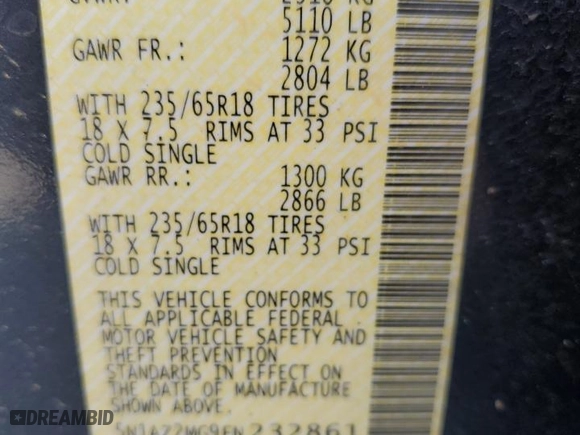 5110 LB
GAWR FR.: 1272 KG
2804 LB
WITH 235/65R18 TIRES
18 X 7.5 RIMS AT 33 PSI
COLD SINGLE
GAWR RR.: 1300 KG
2866 LB
WITH 235/65R18 TIRES
18 X 7.5 RIMS AT 33 PSI
COLD SINGLE
THIS VEHICLE CONFORMS TO
ALL APPLICABLE FEDERAL
MOTOR VEHICLE SAFETY AND
THEFT PREVENTION
STANDARDS IN EFFECT ON
THE DATE OF MANUFACTURE
5N1AZ2MG9FN232861
DREAMBID